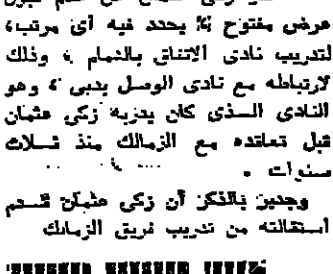 عرض مفتوح لا يحدد فيه أى مرتب،
لتدريب نادى الاتفاق بالدمام ، وذلك
لارتباطه مع نادى الوصل بدبى ، وهو
النادى الذى كان يدربه زكى عثمان
قبل تعاقده مع الزمالك منذ ثلاث
سنوات .
وجدير بالذكر أن زكى عثمان قدم
استقالته من تدريب فريق الزمالك